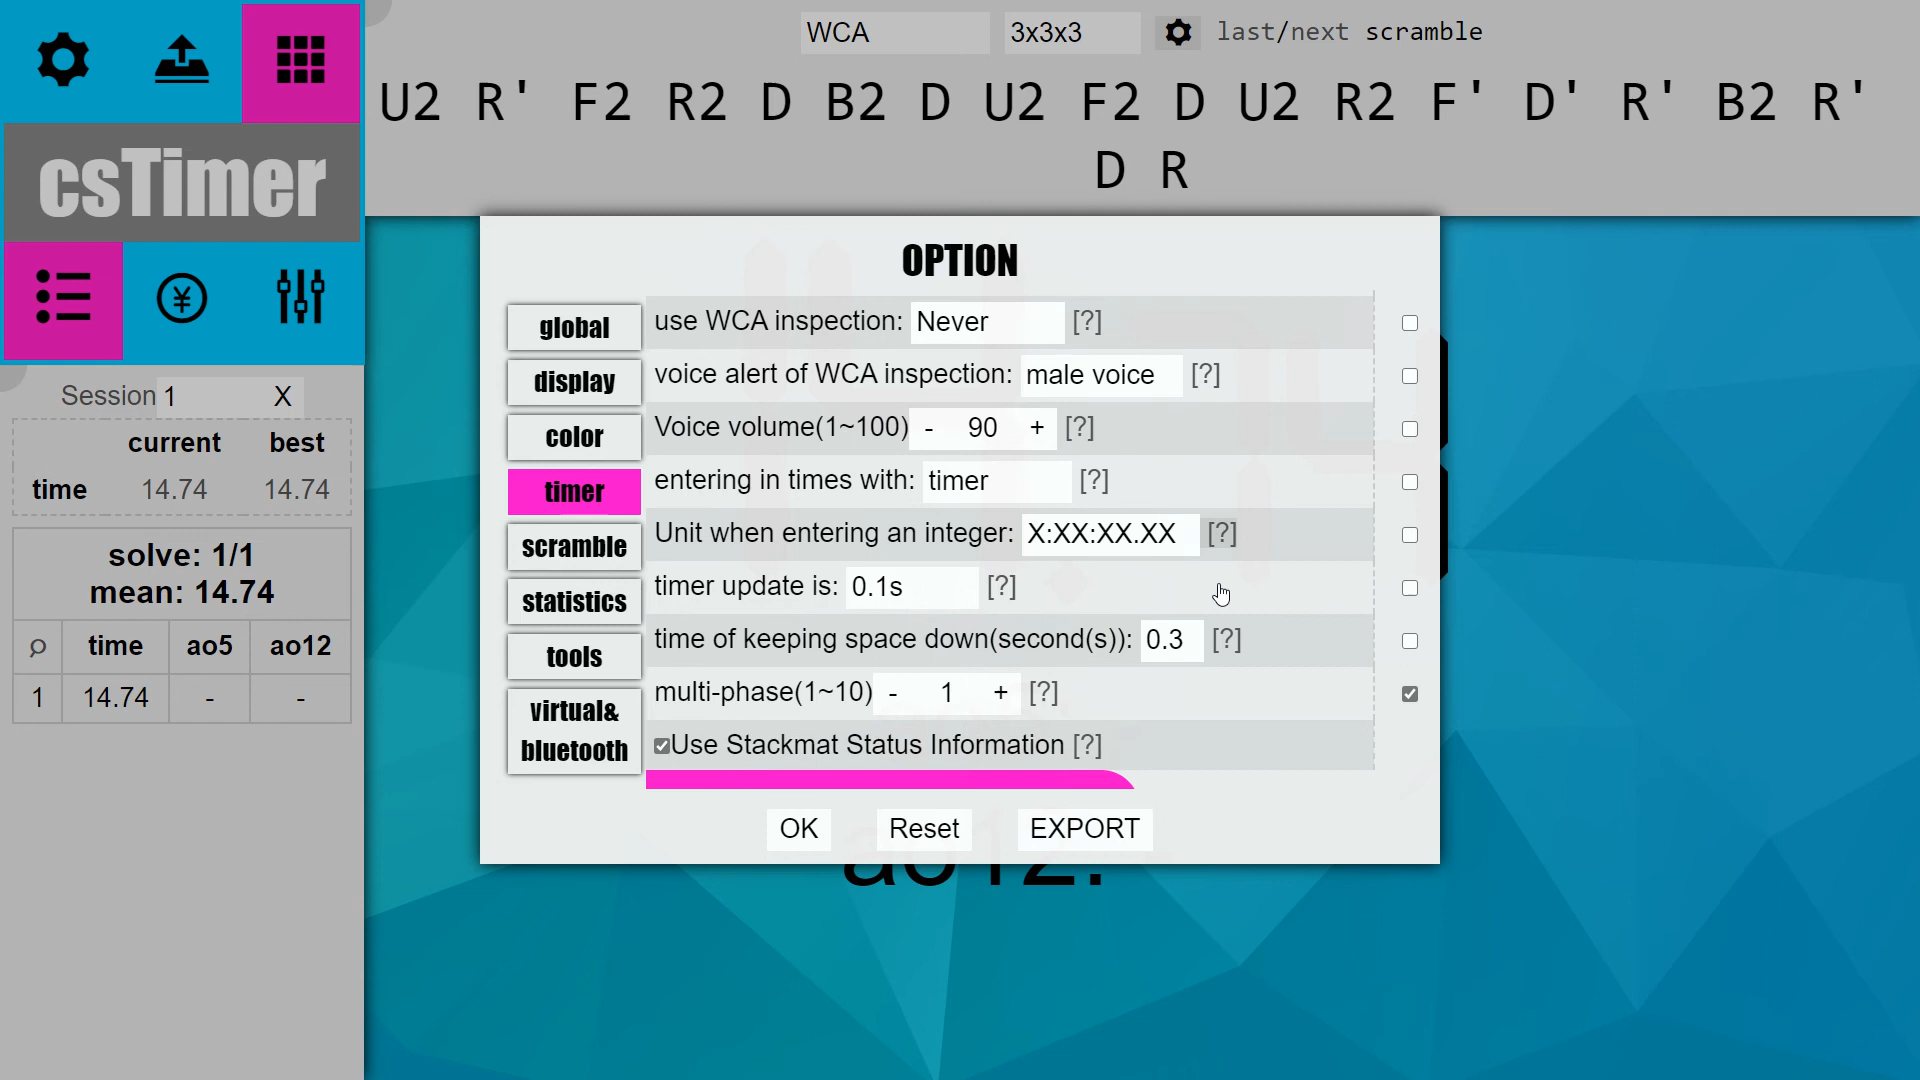 WCA 3x3x3 last/next scramble
U2 R' F2 R2 D B2 D U2 F2 D U2 R2 F' D' R' B2 R'
D R
csTimer
Session 1 X
current best
time 14.74 14.74
solve: 1/1
mean: 14.74
time ao5 ao12
1 14.74 - -
OPTION
global
display
color
timer
scramble
statistics
tools
virtual&
bluetooth
use WCA inspection: Never [?]
voice alert of WCA inspection: male voice [?]
Voice volume(1~100) - 90 + [?]
entering in times with: timer [?]
Unit when entering an integer: X:XX:XX.XX [?]
timer update is: 0.1s [?]
time of keeping space down(second(s)): 0.3 [?]
multi-phase(1~10) - 1 + [?]
Use Stackmat Status Information [?]
OK Reset EXPORT
ao12: